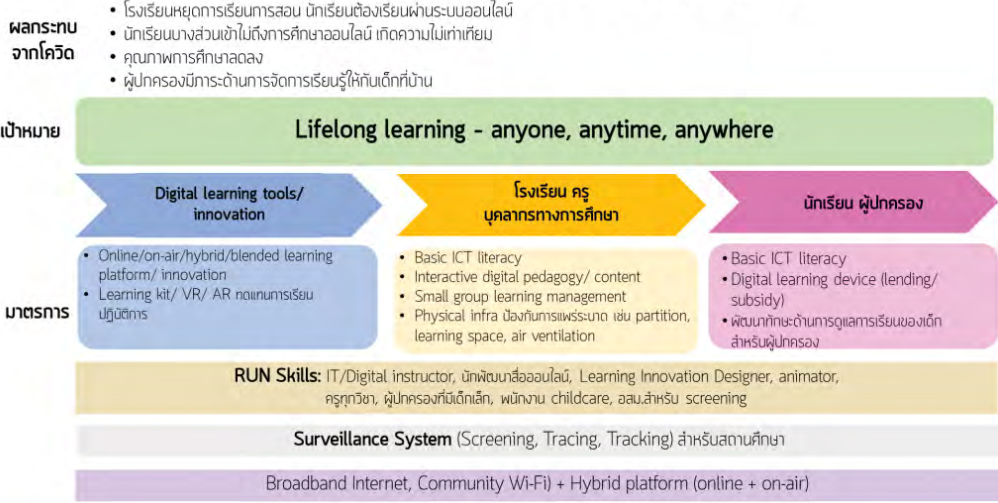 ผลกระทบ
จากโควิด
• โรงเรียนหยุดการเรียนการสอน นักเรียนต้องเรียนผ่านระบบออนไลน์
• นักเรียนบางส่วนเข้าไม่ถึงการศึกษาออนไลน์ เกิดความไม่เท่าเทียม
• คุณภาพการศึกษาลดลง
• ผู้ปกครองมีภาระด้านการจัดการเรียนรู้ให้กับเด็กที่บ้าน
เป้าหมาย
Lifelong learning - anyone, anytime, anywhere
Digital learning tools/
innovation
โรงเรียน ครู
บุคลากรทางการศึกษา
นักเรียน ผู้ปกครอง
มาตรการ
• Online/on-air/hybrid/blended learning
platform/ innovation
• Learning kit/ VR/ AR ทดแทนการเรียน
ปฏิบัติการ
• Basic ICT literacy
• Interactive digital pedagogy/ content
• Small group learning management
• Physical infra ป้องกันการแพร่ระบาด เช่น partition,
learning space, air ventilation
• Basic ICT literacy
• Digital learning device (lending/
subsidy)
• พัฒนาทักษะด้านการดูแลการเรียนของเด็ก
สำหรับผู้ปกครอง
RUN Skills: IT/Digital instructor, นักพัฒนาสื่อออนไลน์, Learning Innovation Designer, animator,
ครูทุกวิชา, ผู้ปกครองที่มีเด็กเล็ก, พนักงาน childcare, อสม.สำหรับ screening
Surveillance System (Screening, Tracing, Tracking) สำหรับสถานศึกษา
Broadband Internet, Community Wi-Fi) + Hybrid platform (online + on-air)